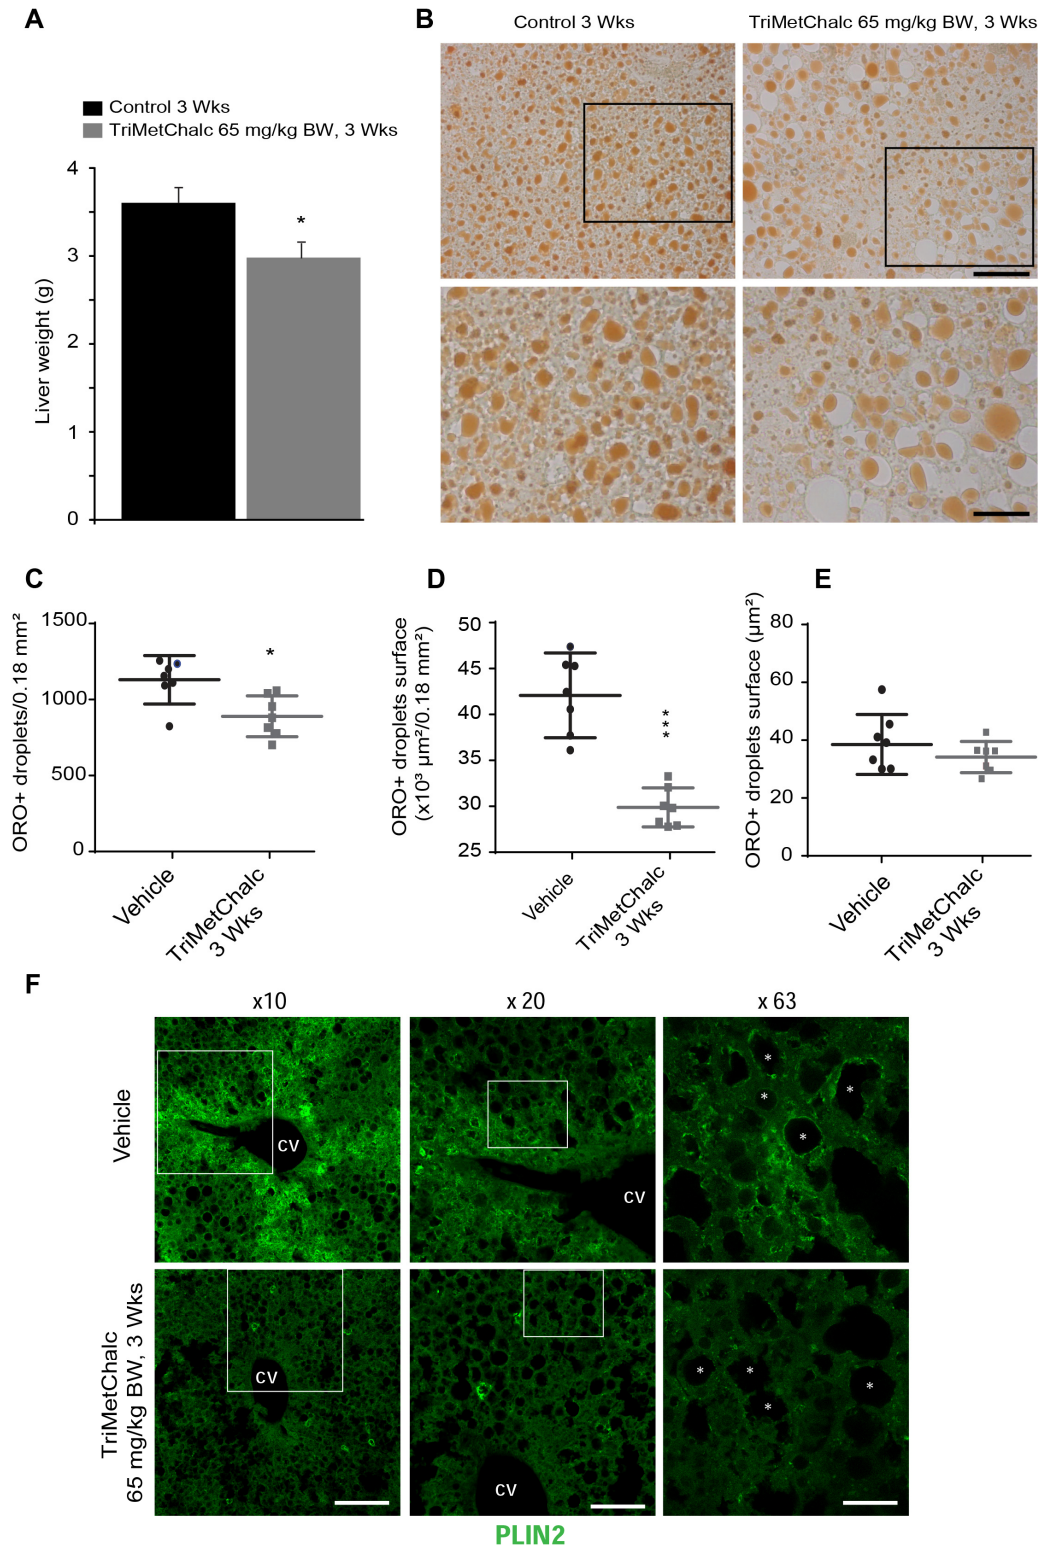 A
Control 3 Wks
TriMetChalc 65 mg/kg BW, 3 Wks
Liver weight (g)
4
3
2
1
0
*
B
Control 3 Wks
TriMetChalc 65 mg/kg BW, 3 Wks
C
ORO+ droplets/0.18 mm²
1500
1000
500
0
*
Vehicle
TriMetChalc
3 Wks
D
ORO+ droplets surface
(x10³ µm²/0.18 mm²)
50
45
40
35
30
25
***
Vehicle
TriMetChalc
3 Wks
E
ORO+ droplets surface (µm²)
80
60
40
20
0
Vehicle
TriMetChalc
3 Wks
F
x10
x 20
x 63
Vehicle
CV
CV
*
*
*
*
TriMetChalc
65 mg/kg BW, 3 Wks
CV
CV
*
*
*
*
PLIN2